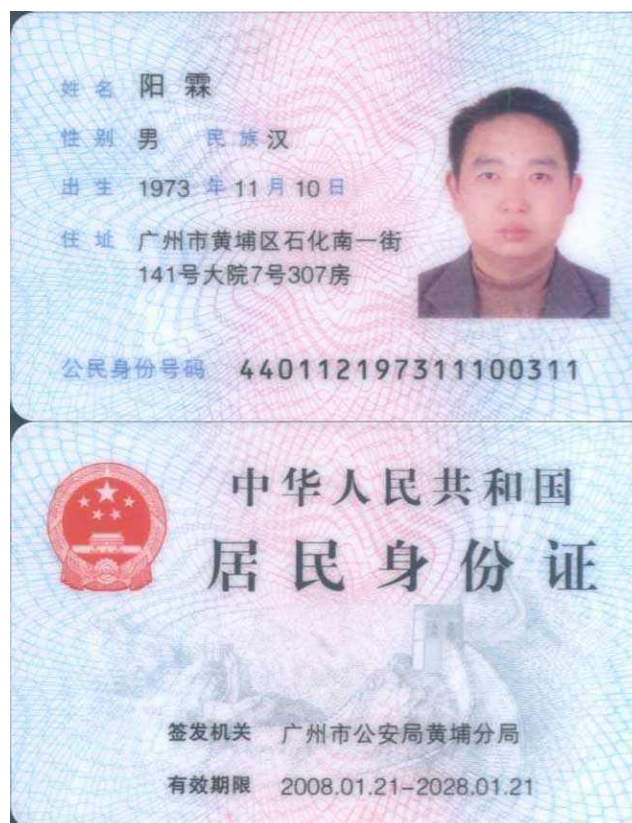 姓名 阳霖
性别 男 民族 汉
出生 1973 年 11 月 10 日
住址 广州市黄埔区石化南一街
141号大院7号307房
公民身份号码 440112197311100311
中华人民共和国
居民身份证
签发机关 广州市公安局黄埔分局
有效期限 2008.01.21-2028.01.21